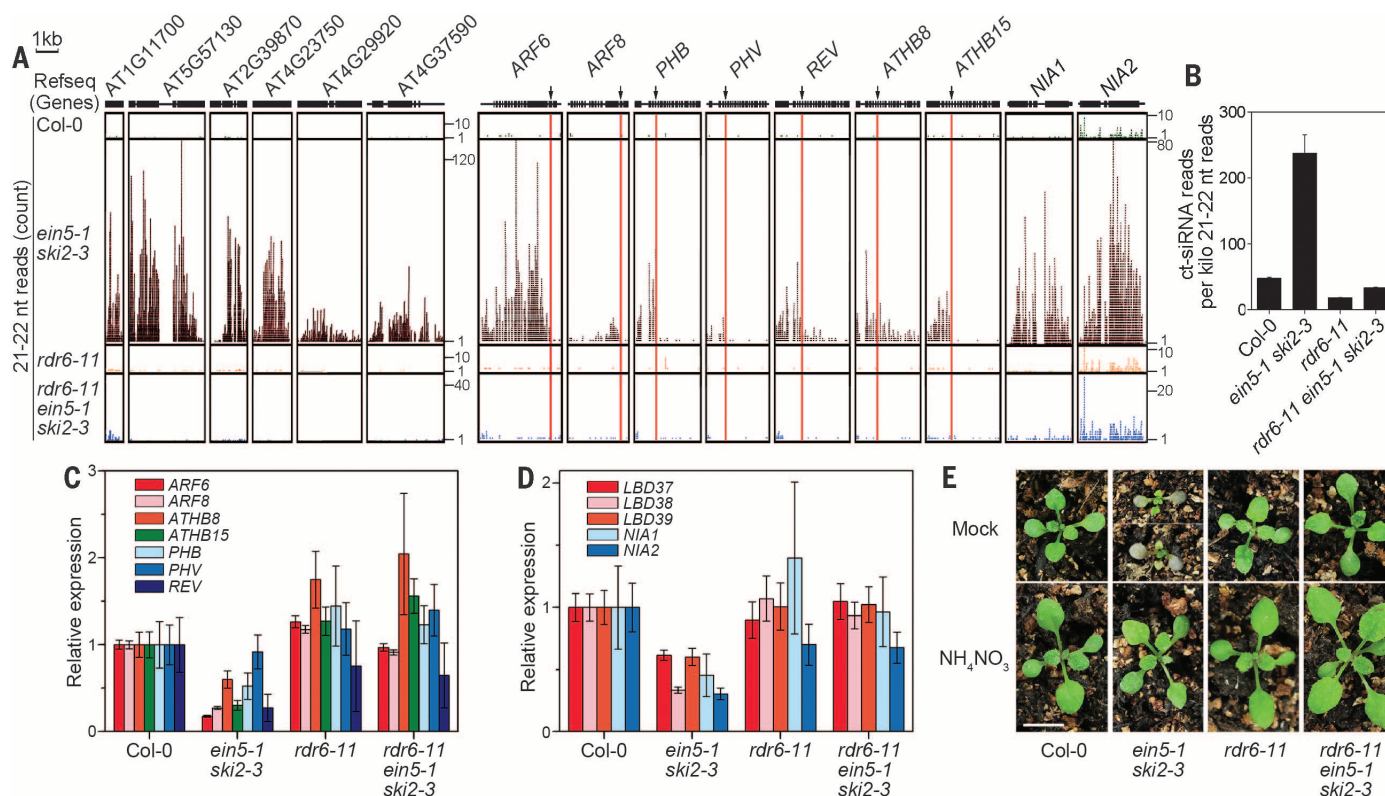 A
1kb
AT1G11700
AT5G57130
AT2G39870
AT4G23750
AT4G29920
AT4G37590
ARF6
ARF8
PHB
PHV
REV
ATHB8
ATHB15
NIA1
NIA2
Refseq
(Genes)
21-22 nt reads (count)
Col-0
10
1
10
1
ein5-1
ski2-3
120
1
80
1
rdr6-11
10
1
10
1
rdr6-11
ein5-1
ski2-3
40
1
20
1
B
ct-siRNA reads
per kilo 21-22 nt reads
300
200
100
0
Col-0
ein5-1 ski2-3
rdr6-11
rdr6-11 ein5-1 ski2-3
C
Relative expression
3
2
1
0
ARF6
ARF8
ATHB8
ATHB15
PHB
PHV
REV
Col-0
ein5-1
ski2-3
rdr6-11
rdr6-11
ein5-1
ski2-3
D
Relative expression
2
1
0
LBD37
LBD38
LBD39
NIA1
NIA2
Col-0
ein5-1
ski2-3
rdr6-11
rdr6-11
ein5-1
ski2-3
E
Mock
NH4NO3
Col-0
ein5-1
ski2-3
rdr6-11
rdr6-11
ein5-1
ski2-3